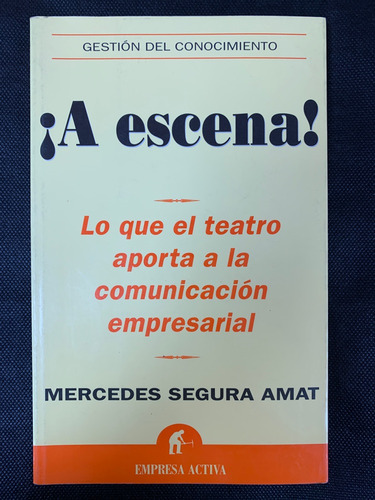 GESTIÓN DEL CONOCIMIENTO
¡A escena!
Lo que el teatro
aporta a la
comunicación
empresarial
MERCEDES SEGURA AMAT
EMPRESA ACTIVA